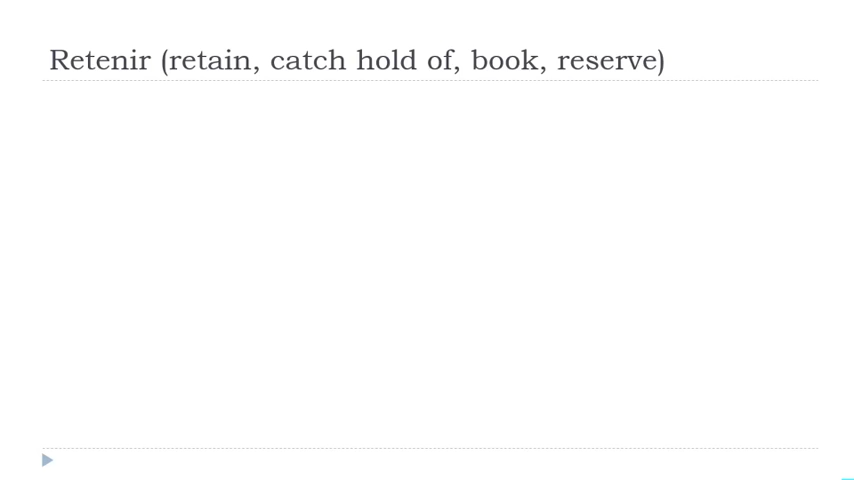 Retenir (retain, catch hold of, book, reserve)